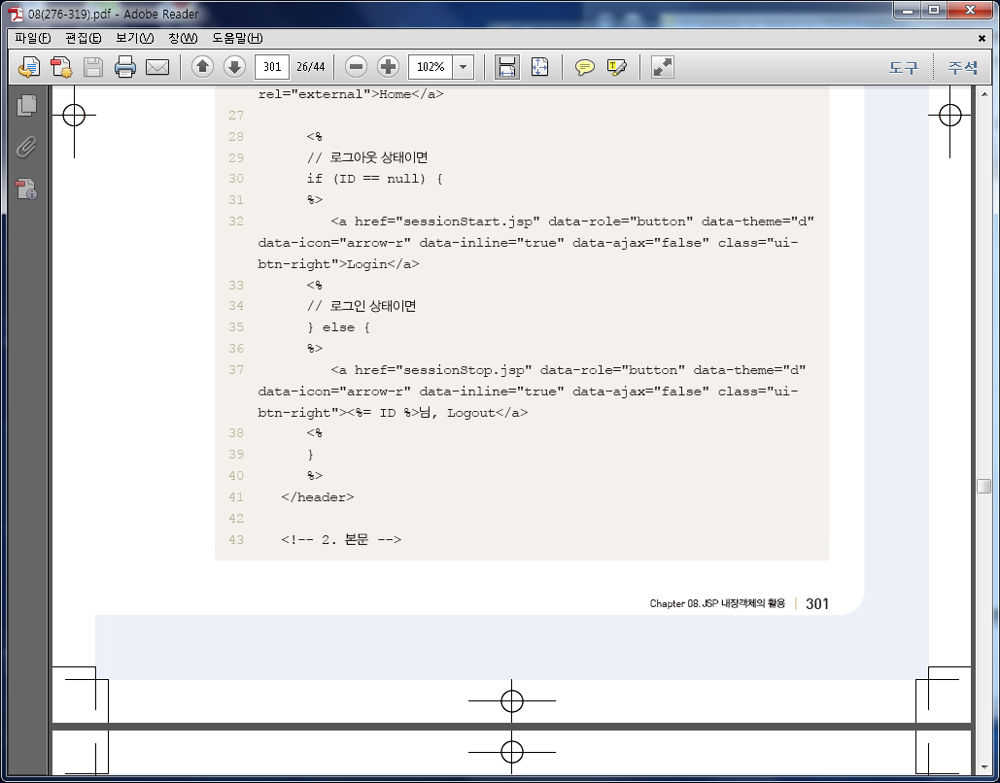 08(276-319).pdf - Adobe Reader
파일(F) 편집(E) 보기(V) 창(W) 도움말(H)
301 26/44 102% 도구 주석
rel="external">Home</a>
27
28 <%
29 // 로그아웃 상태이면
30 if (ID == null) {
31 %>
32 <a href="sessionStart.jsp" data-role="button" data-theme="d"
data-icon="arrow-r" data-inline="true" data-ajax="false" class="ui-
btn-right">Login</a>
33 <%
34 // 로그인 상태이면
35 } else {
36 %>
37 <a href="sessionStop.jsp" data-role="button" data-theme="d"
data-icon="arrow-r" data-inline="true" data-ajax="false" class="ui-
btn-right"><%= ID %>님, Logout</a>
38 <%
39 }
40 %>
41 </header>
42
43 <!-- 2. 본문 -->
Chapter 08. JSP 내장객체의 활용 | 301